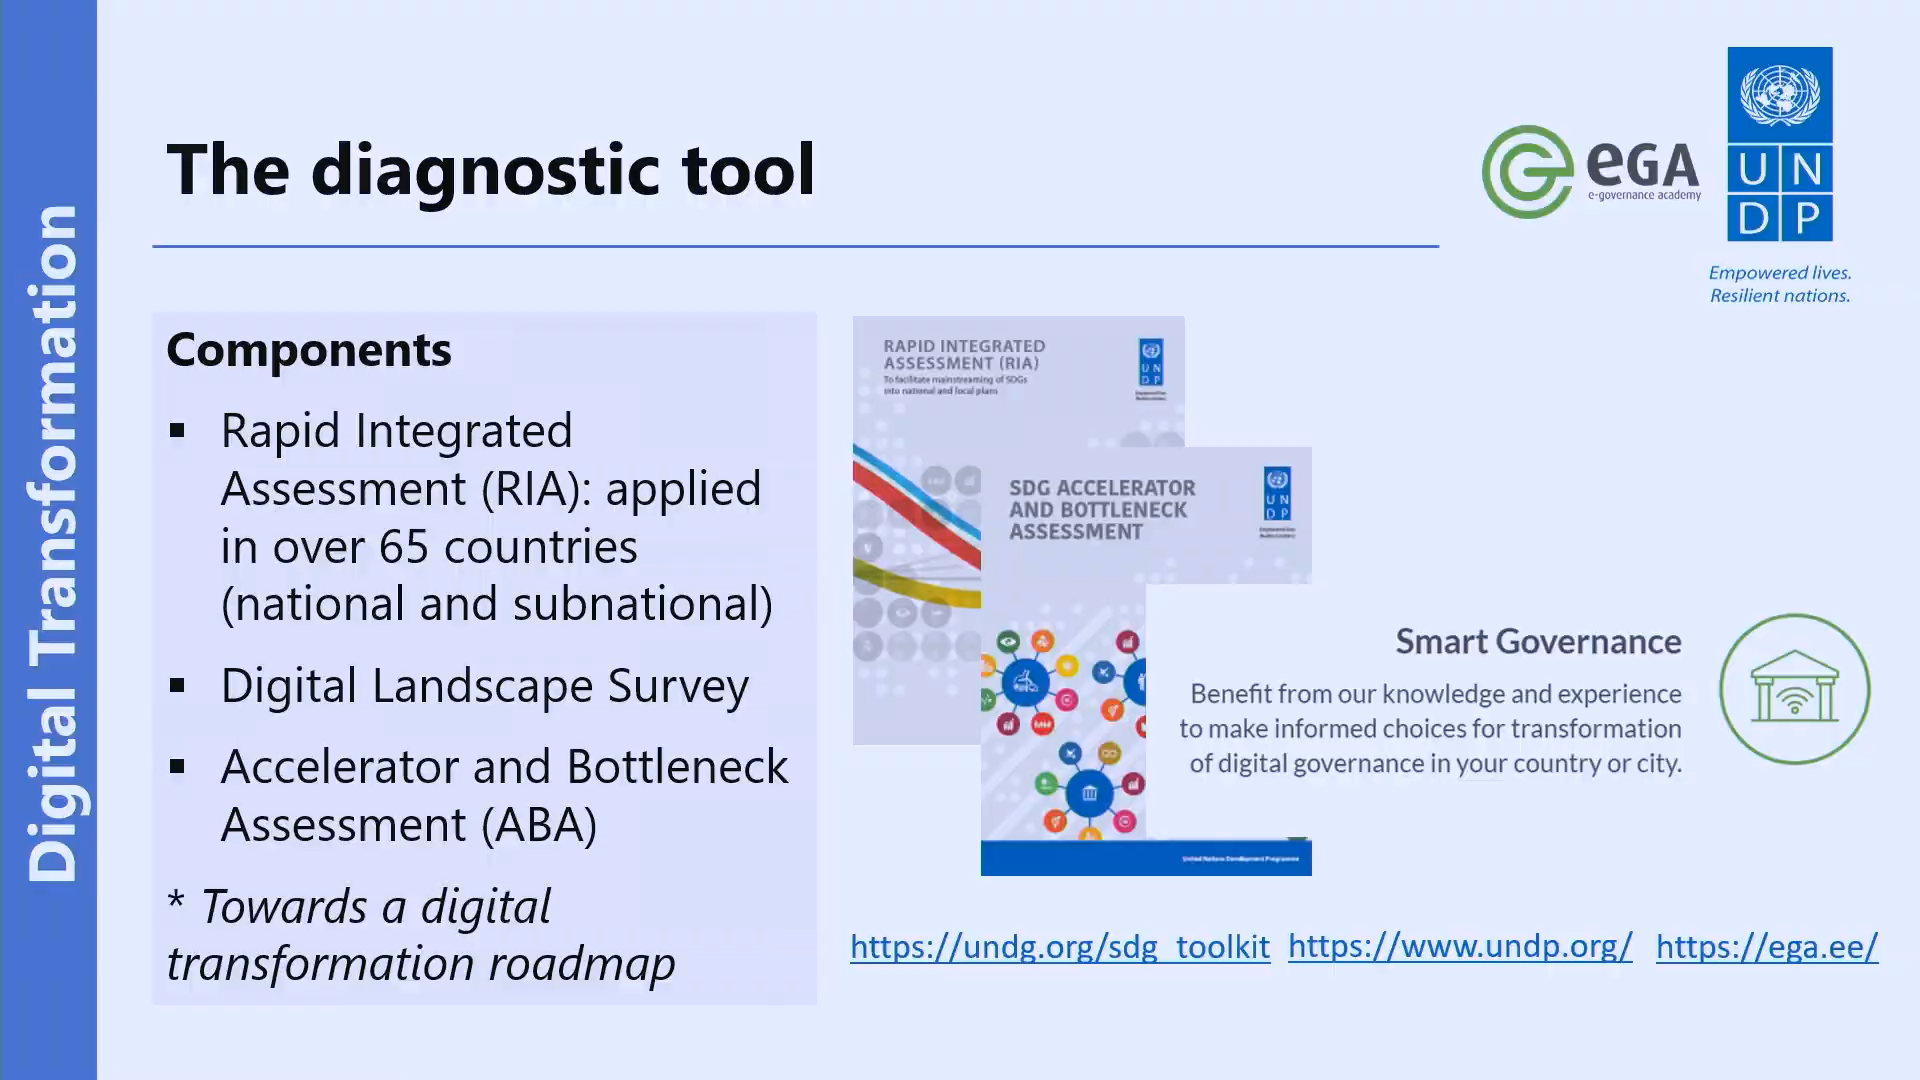 Digital Transformation
The diagnostic tool
eGA
e-governance academy
U N
D P
Empowered lives.
Resilient nations.
Components
▪ Rapid Integrated
Assessment (RIA): applied
in over 65 countries
(national and subnational)
▪ Digital Landscape Survey
▪ Accelerator and Bottleneck
Assessment (ABA)
* Towards a digital
transformation roadmap
RAPID INTEGRATED
ASSESSMENT (RIA)
To facilitate mainstreaming of SDGs
into national and local plans
U N
D P
SDG ACCELERATOR
AND BOTTLENECK
ASSESSMENT
U N
D P
United Nations Development Programme
Smart Governance
Benefit from our knowledge and experience
to make informed choices for transformation
of digital governance in your country or city.
https://undg.org/sdg_toolkit https://www.undp.org/ https://ega.ee/